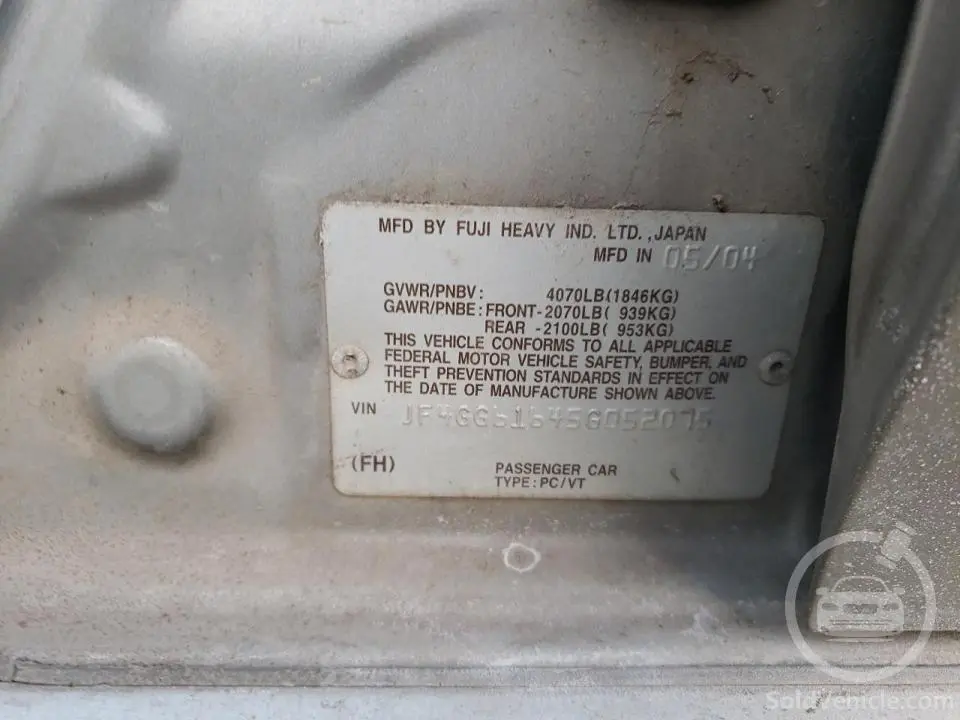 MFD BY FUJI HEAVY IND. LTD. ,JAPAN
MFD IN 05/04
GVWR/PNBV: 4070LB(1846KG)
GAWR/PNBE: FRONT-2070LB( 939KG)
REAR -2100LB( 953KG)
THIS VEHICLE CONFORMS TO ALL APPLICABLE
FEDERAL MOTOR VEHICLE SAFETY, BUMPER, AND
THEFT PREVENTION STANDARDS IN EFFECT ON
THE DATE OF MANUFACTURE SHOWN ABOVE.
VIN JF4GG61645G052075
(FH) PASSENGER CAR
TYPE:PC/VT
SoldVehicle.com